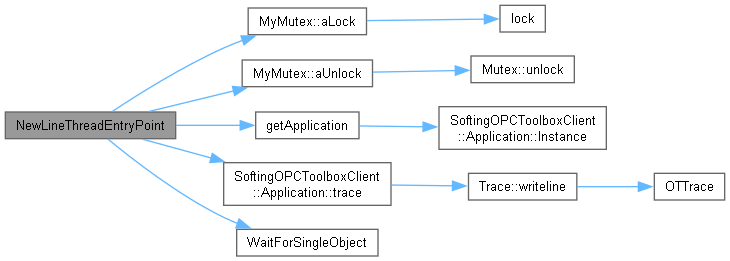 NewLineThreadEntryPoint
MyMutex::aLock
lock
MyMutex::aUnlock
Mutex::unlock
getApplication
SoftingOPCToolboxClient
::Application::Instance
SoftingOPCToolboxClient
::Application::trace
Trace::writeline
OTTrace
WaitForSingleObject